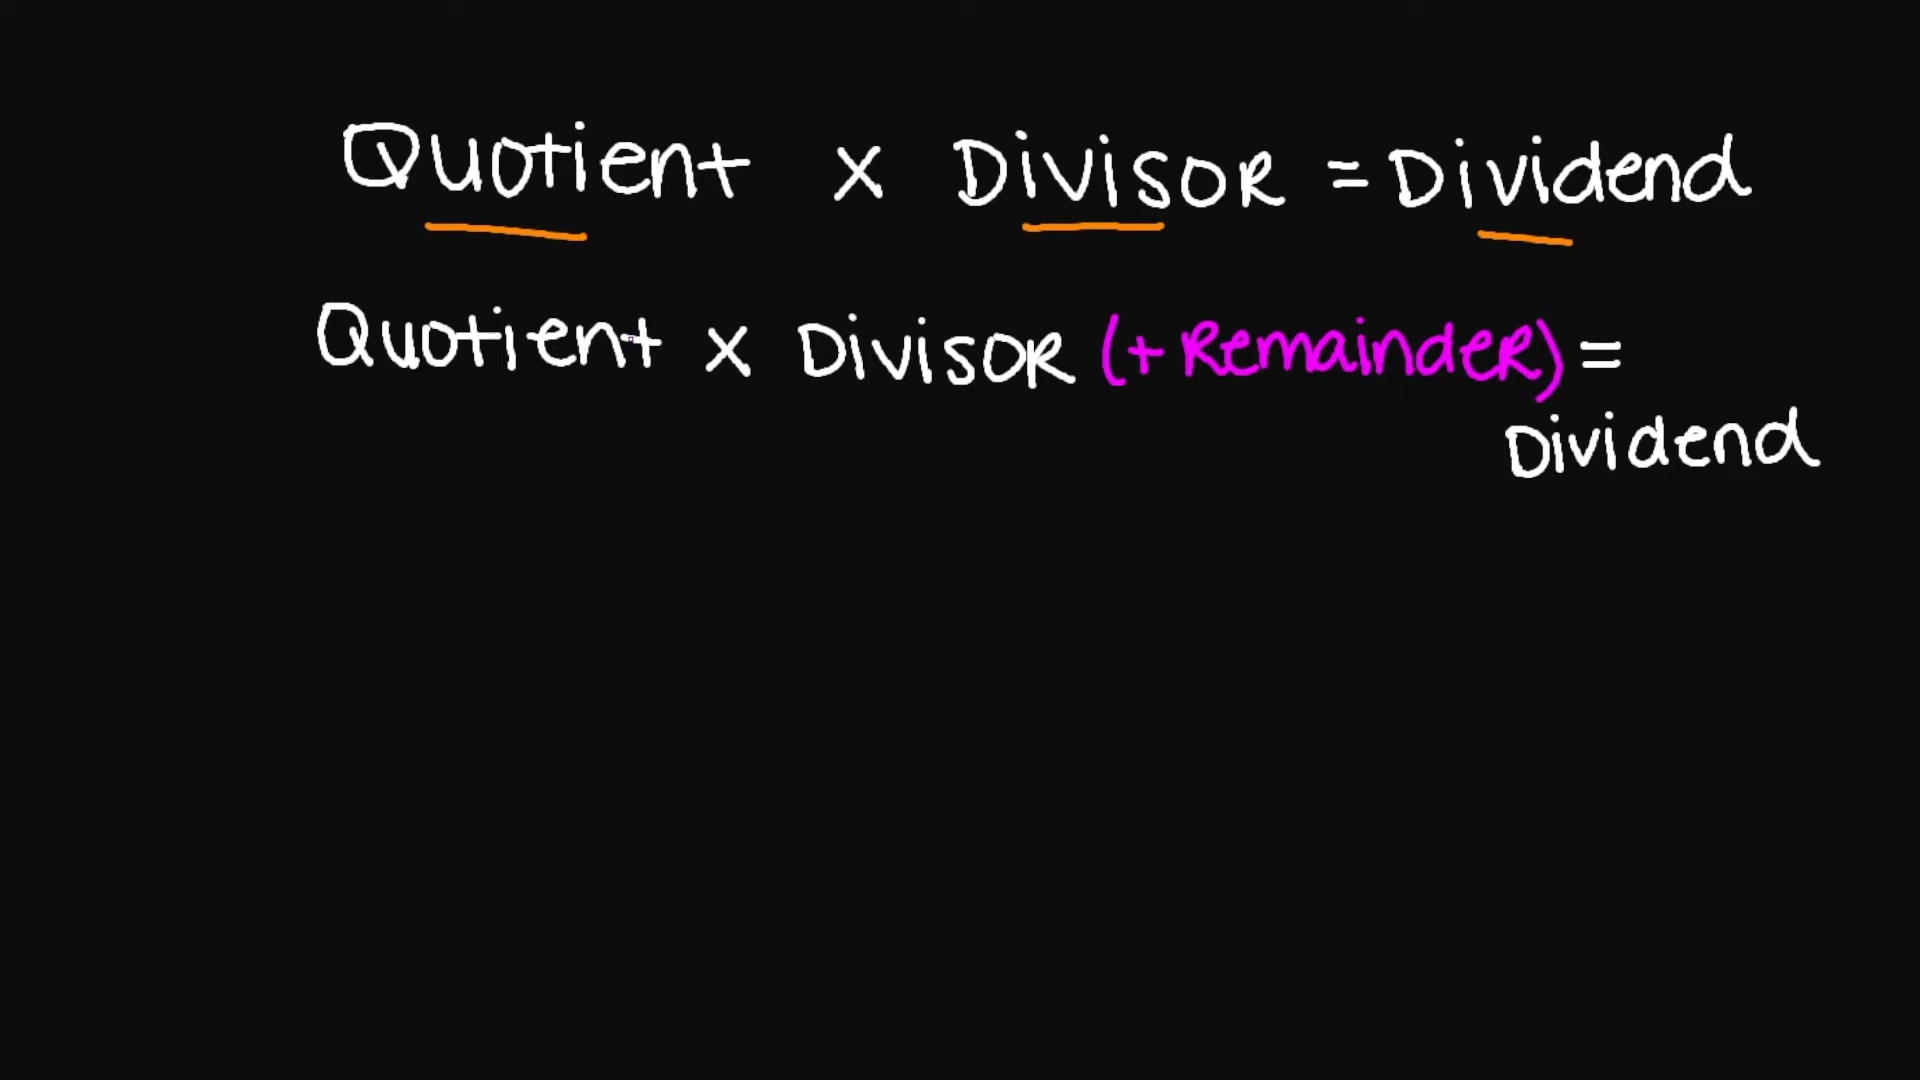 Quotient x Divisor = Dividend
Quotient x Divisor (+ Remainder) =
Dividend